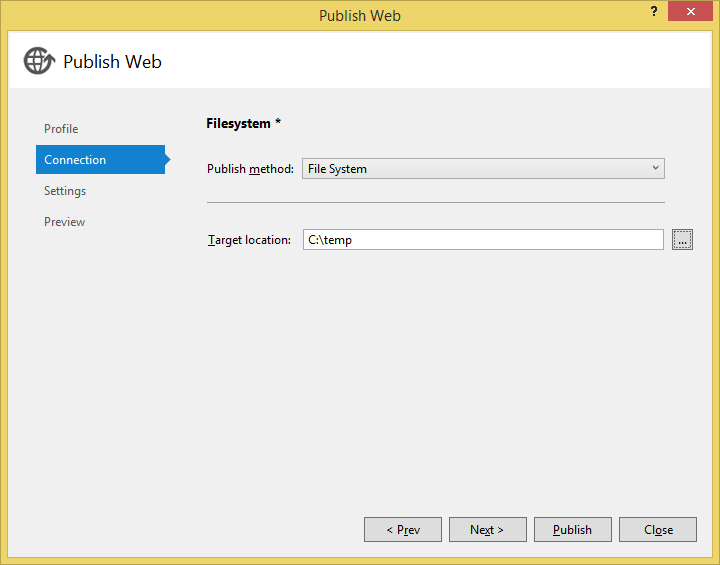 Publish Web
?
Publish Web
Profile
Connection
Settings
Preview
Filesystem *
Publish method: File System
Target location: C:\temp ...
< Prev Next > Publish Close